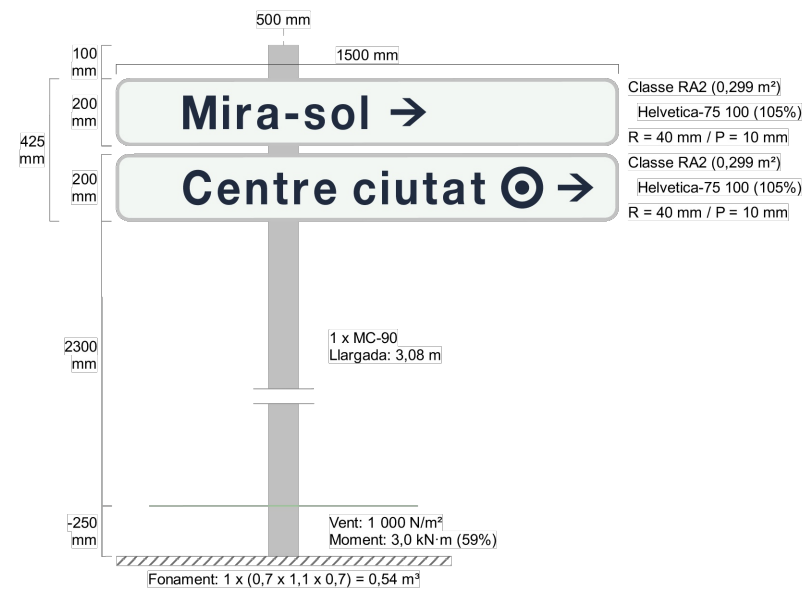 500 mm
100
mm
1500 mm
Classe RA2 (0,299 m²)
200
mm
Mira-sol →
Helvetica-75 100 (105%)
R = 40 mm / P = 10 mm
425
mm
Classe RA2 (0,299 m²)
200
mm
Centre ciutat →
Helvetica-75 100 (105%)
R = 40 mm / P = 10 mm
2300
mm
1 x MC-90
Llargada: 3,08 m
-250
mm
Vent: 1 000 N/m²
Moment: 3,0 kN·m (59%)
Fonament: 1 x (0,7 x 1,1 x 0,7) = 0,54 m³